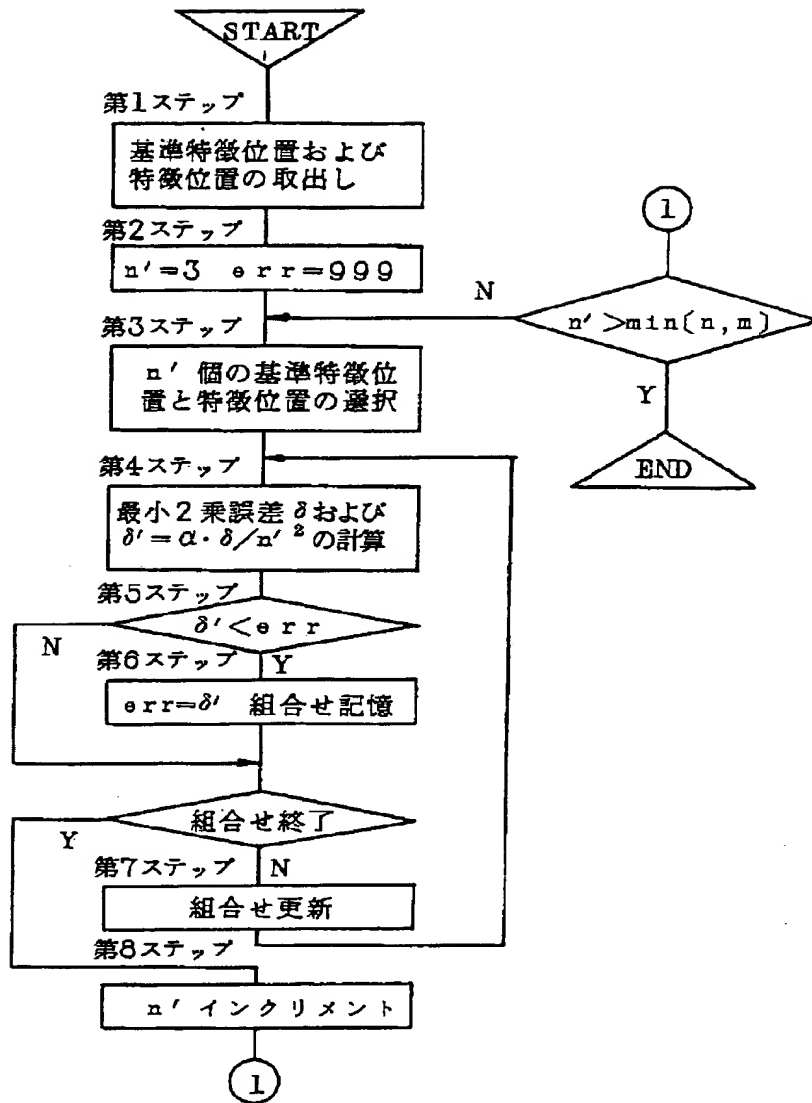 START
第1ステップ
基準特徴位置および
特徴位置の取出し
第2ステップ
n′=3 err=999
第3ステップ
n′個の基準特徴位
置と特徴位置の選択
第4ステップ
最小2乗誤差δおよび
δ′=α・δ/n′²の計算
第5ステップ
δ′<err
N
第6ステップ
Y
err=δ′ 組合せ記憶
組合せ終了
Y
第7ステップ
N
組合せ更新
第8ステップ
n′インクリメント
1
1
N
n′>min(n,m)
Y
END